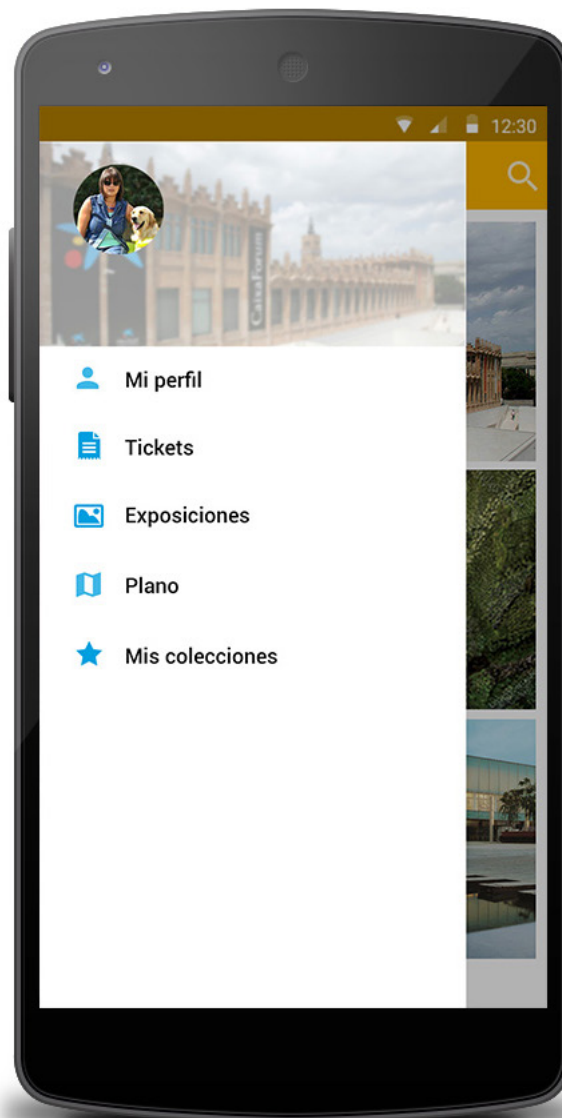 12:30
CaixaForum
Mi perfil
Tickets
Exposiciones
Plano
Mis colecciones